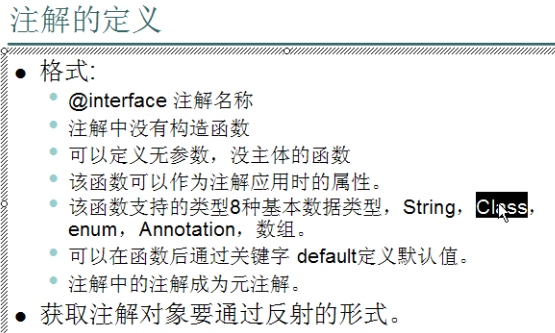 注解的定义
格式:
@interface 注解名称
注解中没有构造函数
可以定义无参数，没主体的函数
该函数可以作为注解应用时的属性。
该函数支持的类型8种基本数据类型，String，Class，
enum，Annotation，数组。
可以在函数后通过关键字 default定义默认值。
注解中的注解成为元注解。
获取注解对象要通过反射的形式。